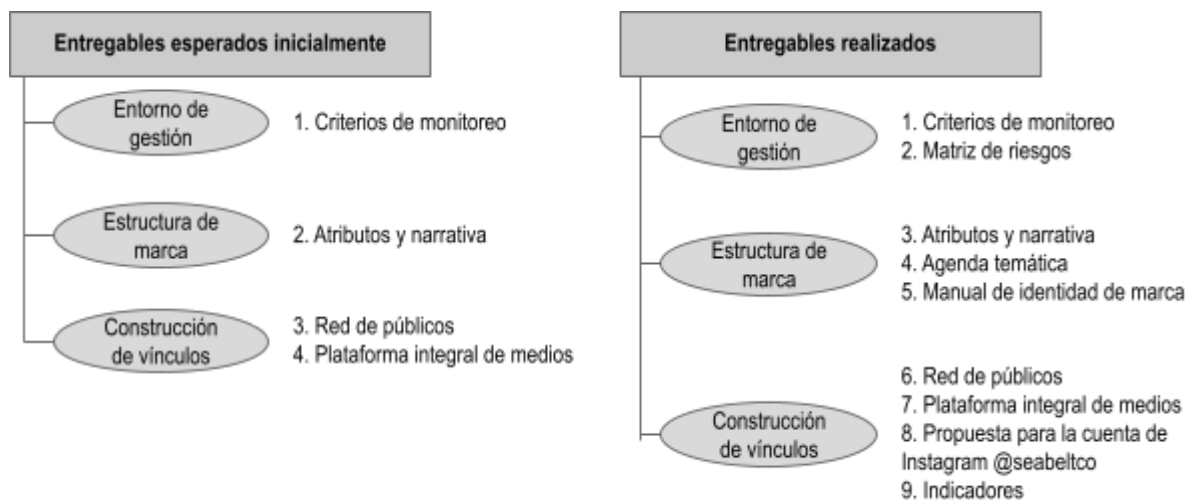 Entregables esperados inicialmente
Entorno de
gestión
1. Criterios de monitoreo
Estructura de
marca
2. Atributos y narrativa
Construcción
de vínculos
3. Red de públicos
4. Plataforma integral de medios
Entregables realizados
Entorno de
gestión
1. Criterios de monitoreo
2. Matriz de riesgos
Estructura de
marca
3. Atributos y narrativa
4. Agenda temática
5. Manual de identidad de marca
Construcción
de vínculos
6. Red de públicos
7. Plataforma integral de medios
8. Propuesta para la cuenta de
Instagram @seabeltco
9. Indicadores